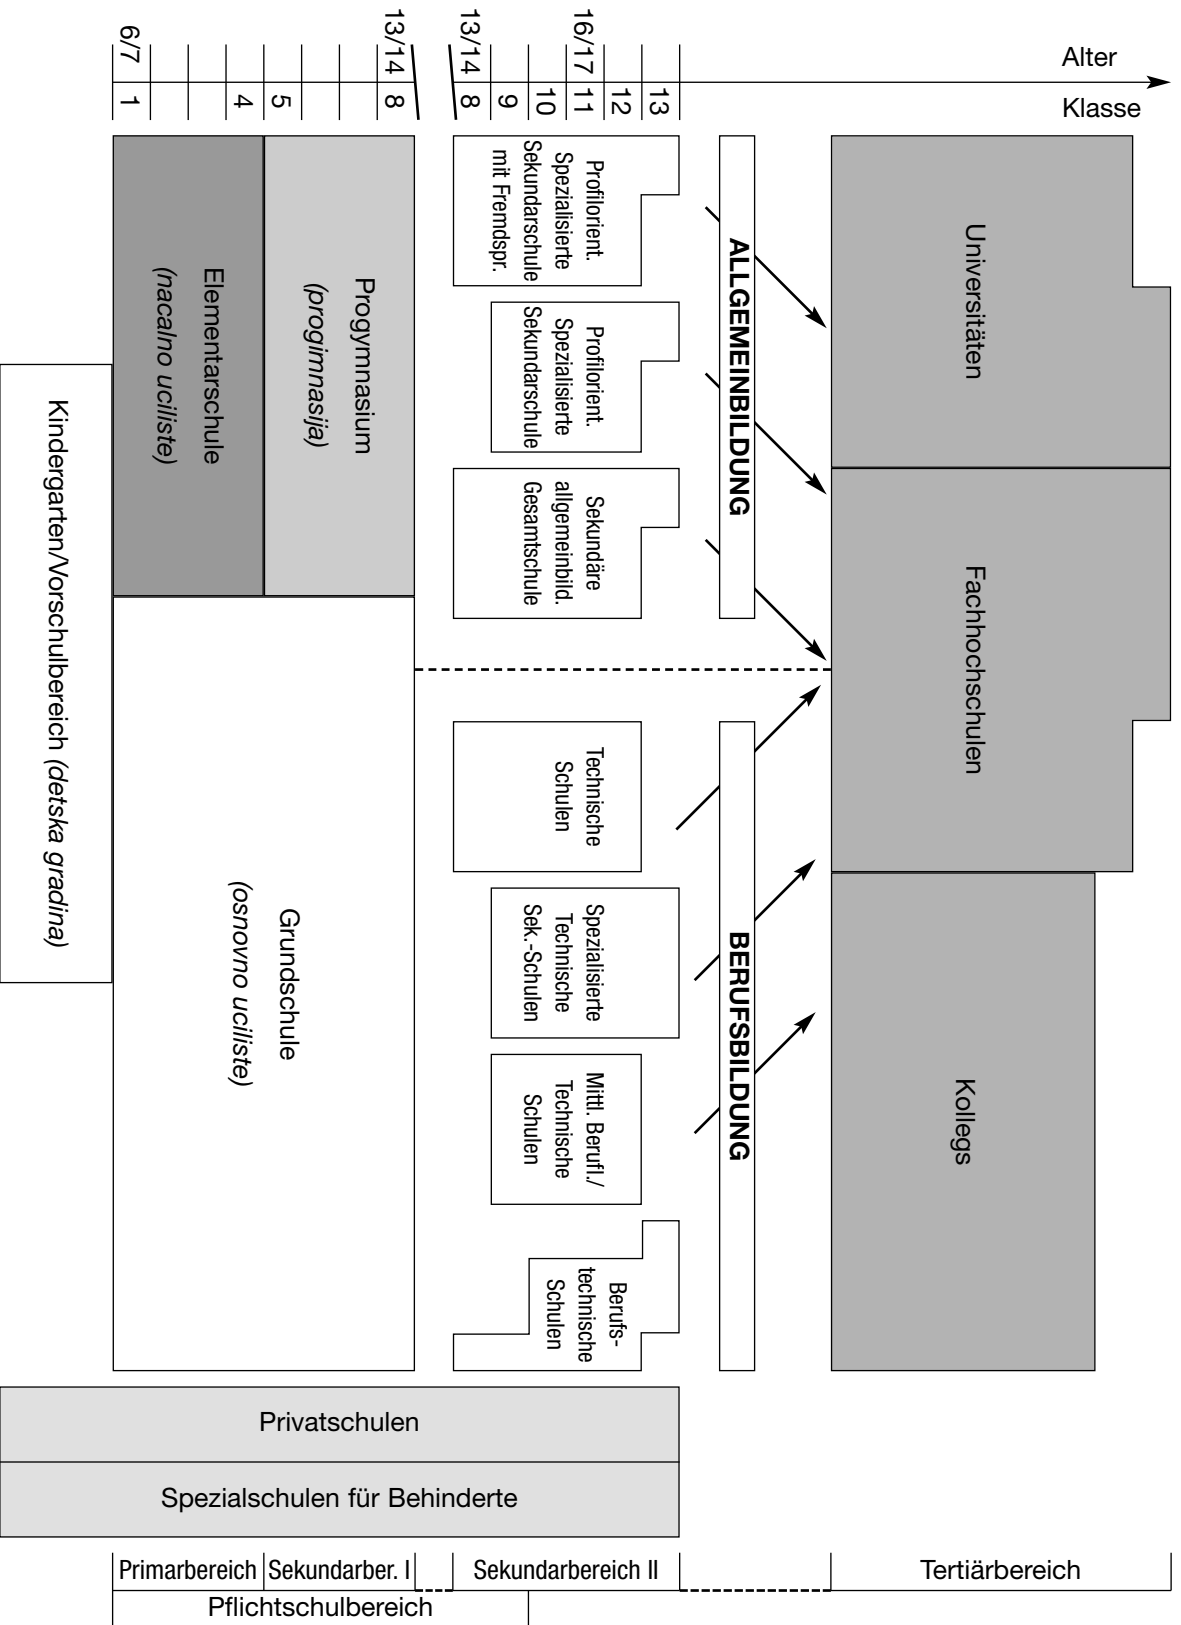 Alter
Klasse
6/7
13/14
13/14
16/17
1
4
5
8
8
9
10
11
12
13
Universitäten
Fachhochschulen
Kollegs
ALLGEMEINBILDUNG
BERUFSBILDUNG
Profilorient.
Spezialisierte
Sekundarschule
mit Fremdspr.
Profilorient.
Spezialisierte
Sekundarschule
Sekundäre
allgemeinbild.
Gesamtschule
Technische
Schulen
Spezialisierte
Technische
Sek.-Schulen
Mittl. Berufl./
Technische
Schulen
Berufs-
technische
Schulen
Progymnasium
(progimnasija)
Elementarschule
(nacalno uciliste)
Grundschule
(osnovno uciliste)
Kindergarten/Vorschulbereich (detska gradina)
Privatschulen
Spezialschulen für Behinderte
Primarbereich
Sekundarber. I
Sekundarbereich II
Tertiärbereich
Pflichtschulbereich